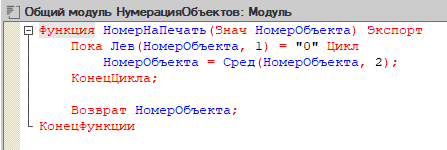 Общий модуль НумерацияОбъектов: Модуль
Функция НомерНаПечать(Знач НомерОбъекта) Экспорт
Пока Лев(НомерОбъекта, 1) = "0" Цикл
НомерОбъекта = Сред(НомерОбъекта, 2);
КонецЦикла;
Возврат НомерОбъекта;
КонецФункции